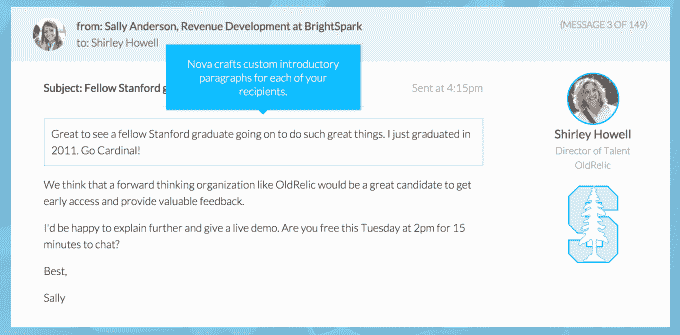 from: Sally Anderson, Revenue Development at BrightSpark
(MESSAGE 3 OF 149)
to: Shirley Howell
Nova crafts custom introductory
paragraphs for each of your
recipients.
Subject: Fellow Stanford g
Sent at 4:15pm
Great to see a fellow Stanford graduate going on to do such great things. I just graduated in
2011. Go Cardinal!
We think that a forward thinking organization like OldRelic would be a great candidate to get
early access and provide valuable feedback.
I'd be happy to explain further and give a live demo. Are you free this Tuesday at 2pm for 15
minutes to chat?
Best,
Sally
Shirley Howell
Director of Talent
OldRelic
S